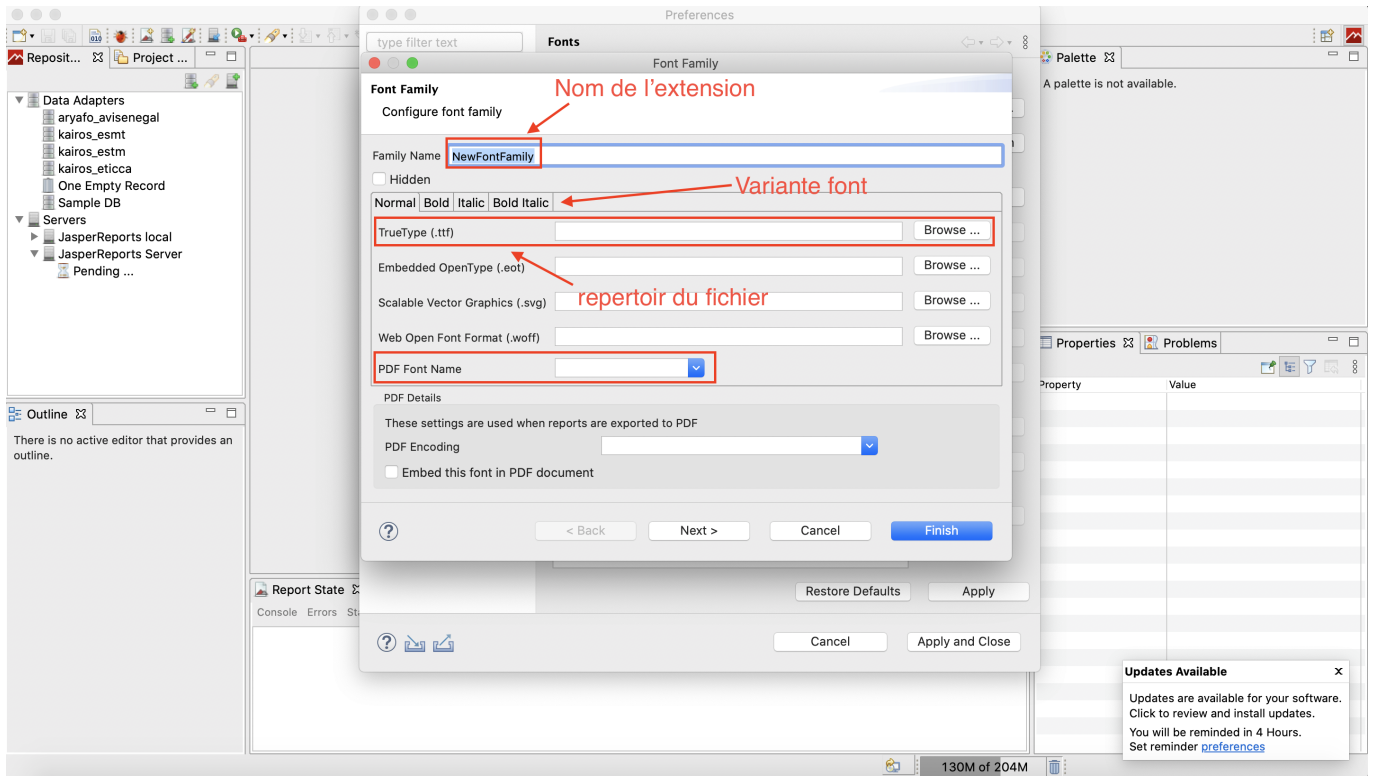 Preferences
type filter text
Fonts
Reposit...
Project ...
Palette
A palette is not available.
Font Family
Font Family
Configure font family
Nom de l'extension
Family Name
NewFontFamily
Hidden
Variante font
Normal
Bold
Italic
Bold Italic
TrueType (.ttf)
Browse ...
Embedded OpenType (.eot)
Browse ...
repertoir du fichier
Scalable Vector Graphics (.svg)
Browse ...
Web Open Font Format (.woff)
Browse ...
PDF Font Name
PDF Details
These settings are used when reports are exported to PDF
PDF Encoding
Embed this font in PDF document
< Back
Next >
Cancel
Finish
Restore Defaults
Apply
Cancel
Apply and Close
Data Adapters
aryafo_avisenegal
kairos_esmt
kairos_estm
kairos_eticca
One Empty Record
Sample DB
Servers
JasperReports local
JasperReports Server
Pending ...
Outline
There is no active editor that provides an
outline.
Report State
Console
Errors
Sta
Properties
Problems
Property
Value
Updates Available
x
Updates are available for your software.
Click to review and install updates.
You will be reminded in 4 Hours.
Set reminder preferences
130M of 204M